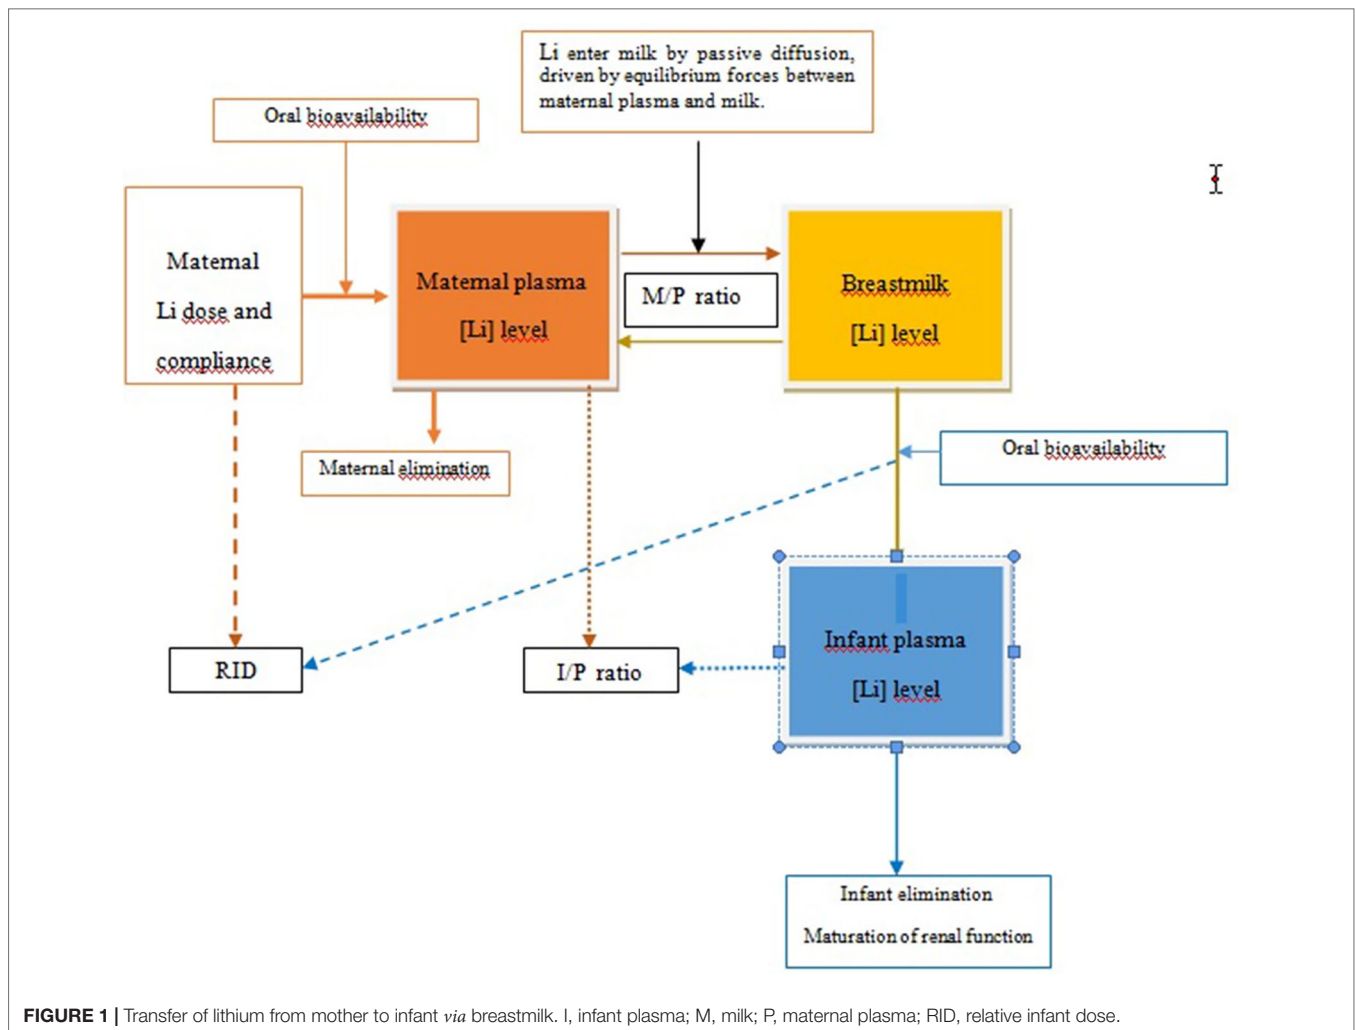 Li enter milk by passive diffusion,
driven by equilibrium forces between
maternal plasma and milk.
Oral bioavailability
Maternal
Li dose and
compliance
Maternal plasma
[Li] level
M/P ratio
Breastmilk
[Li] level
Oral bioavailability
Maternal elimination
RID
I/P ratio
Infant plasma
[Li] level
Infant elimination
Maturation of renal function
FIGURE 1 | Transfer of lithium from mother to infant via breastmilk. I, infant plasma; M, milk; P, maternal plasma; RID, relative infant dose.